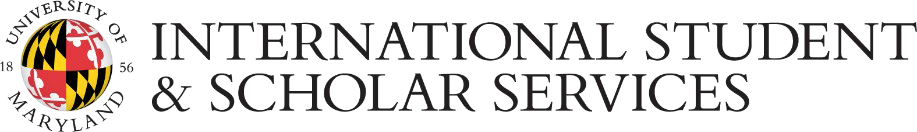 UNIVERSITY OF
18 56
MARYLAND
INTERNATIONAL STUDENT
& SCHOLAR SERVICES